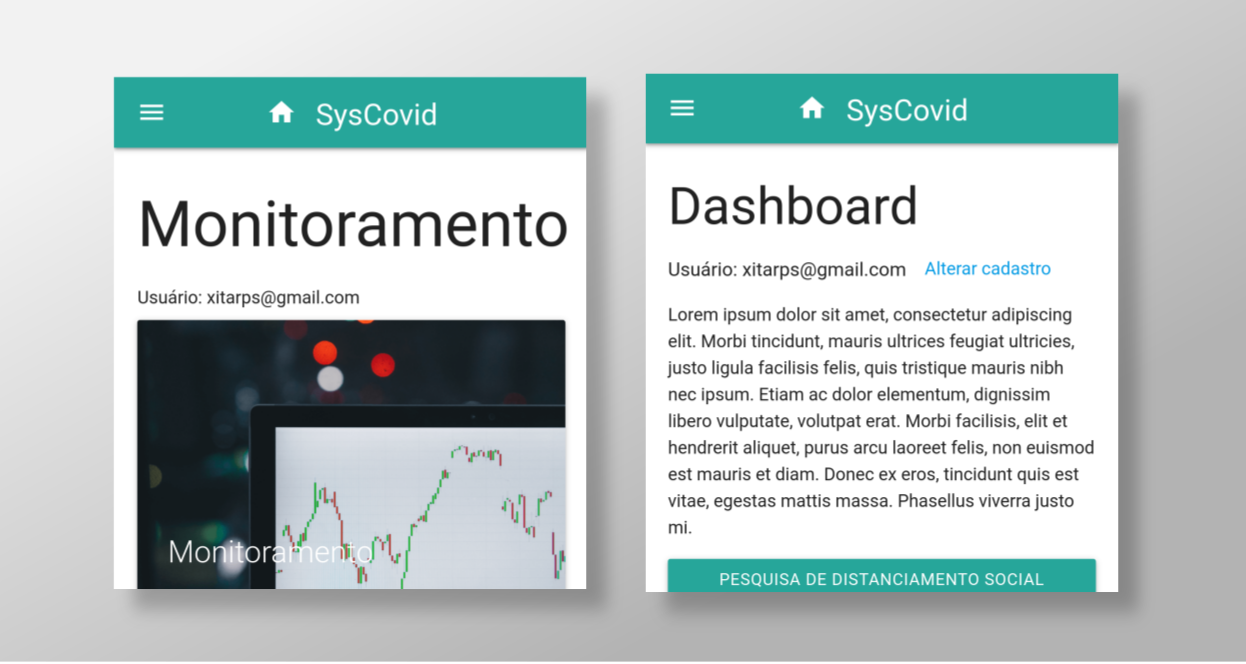 SysCovid
Monitoramento
Usuário: xitarps@gmail.com
Monitoramento
SysCovid
Dashboard
Usuário: xitarps@gmail.com Alterar cadastro
Lorem ipsum dolor sit amet, consectetur adipiscing
elit. Morbi tincidunt, mauris ultrices feugiat ultricies,
justo ligula facilisis felis, quis tristique mauris nibh
nec ipsum. Etiam ac dolor elementum, dignissim
libero vulputate, volutpat erat. Morbi facilisis, elit et
hendrerit aliquet, purus arcu laoreet felis, non euismod
est mauris et diam. Donec ex eros, tincidunt quis est
vitae, egestas mattis massa. Phasellus viverra justo
mi.
PESQUISA DE DISTANCIAMENTO SOCIAL